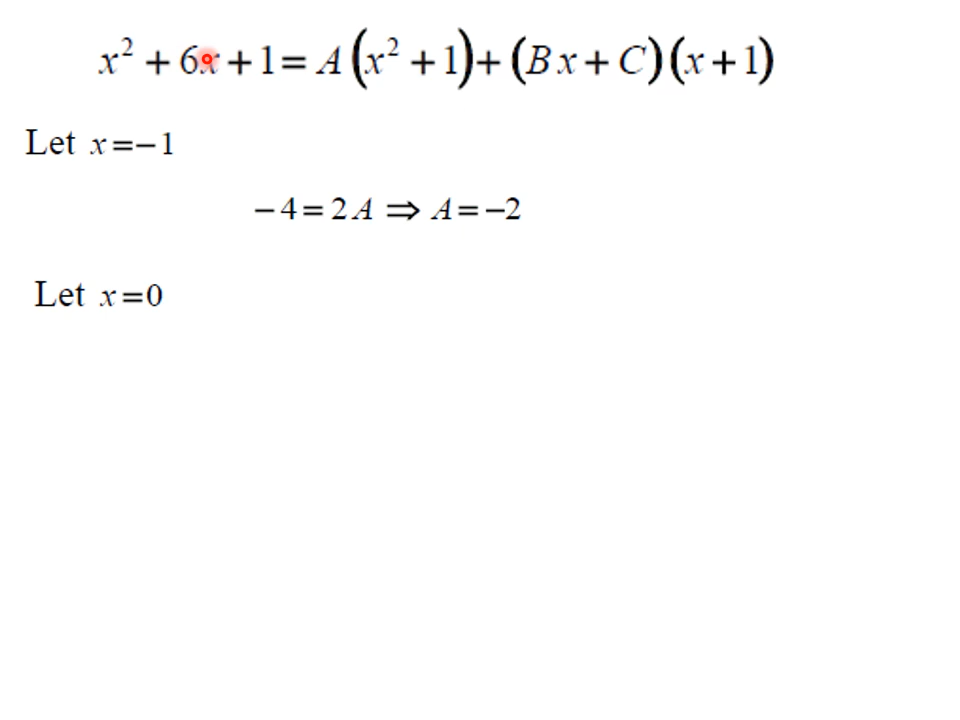 x² + 6x + 1 = A(x² + 1) + (Bx + C)(x + 1)
Let x = −1
−4 = 2A ⇒ A = −2
Let x = 0